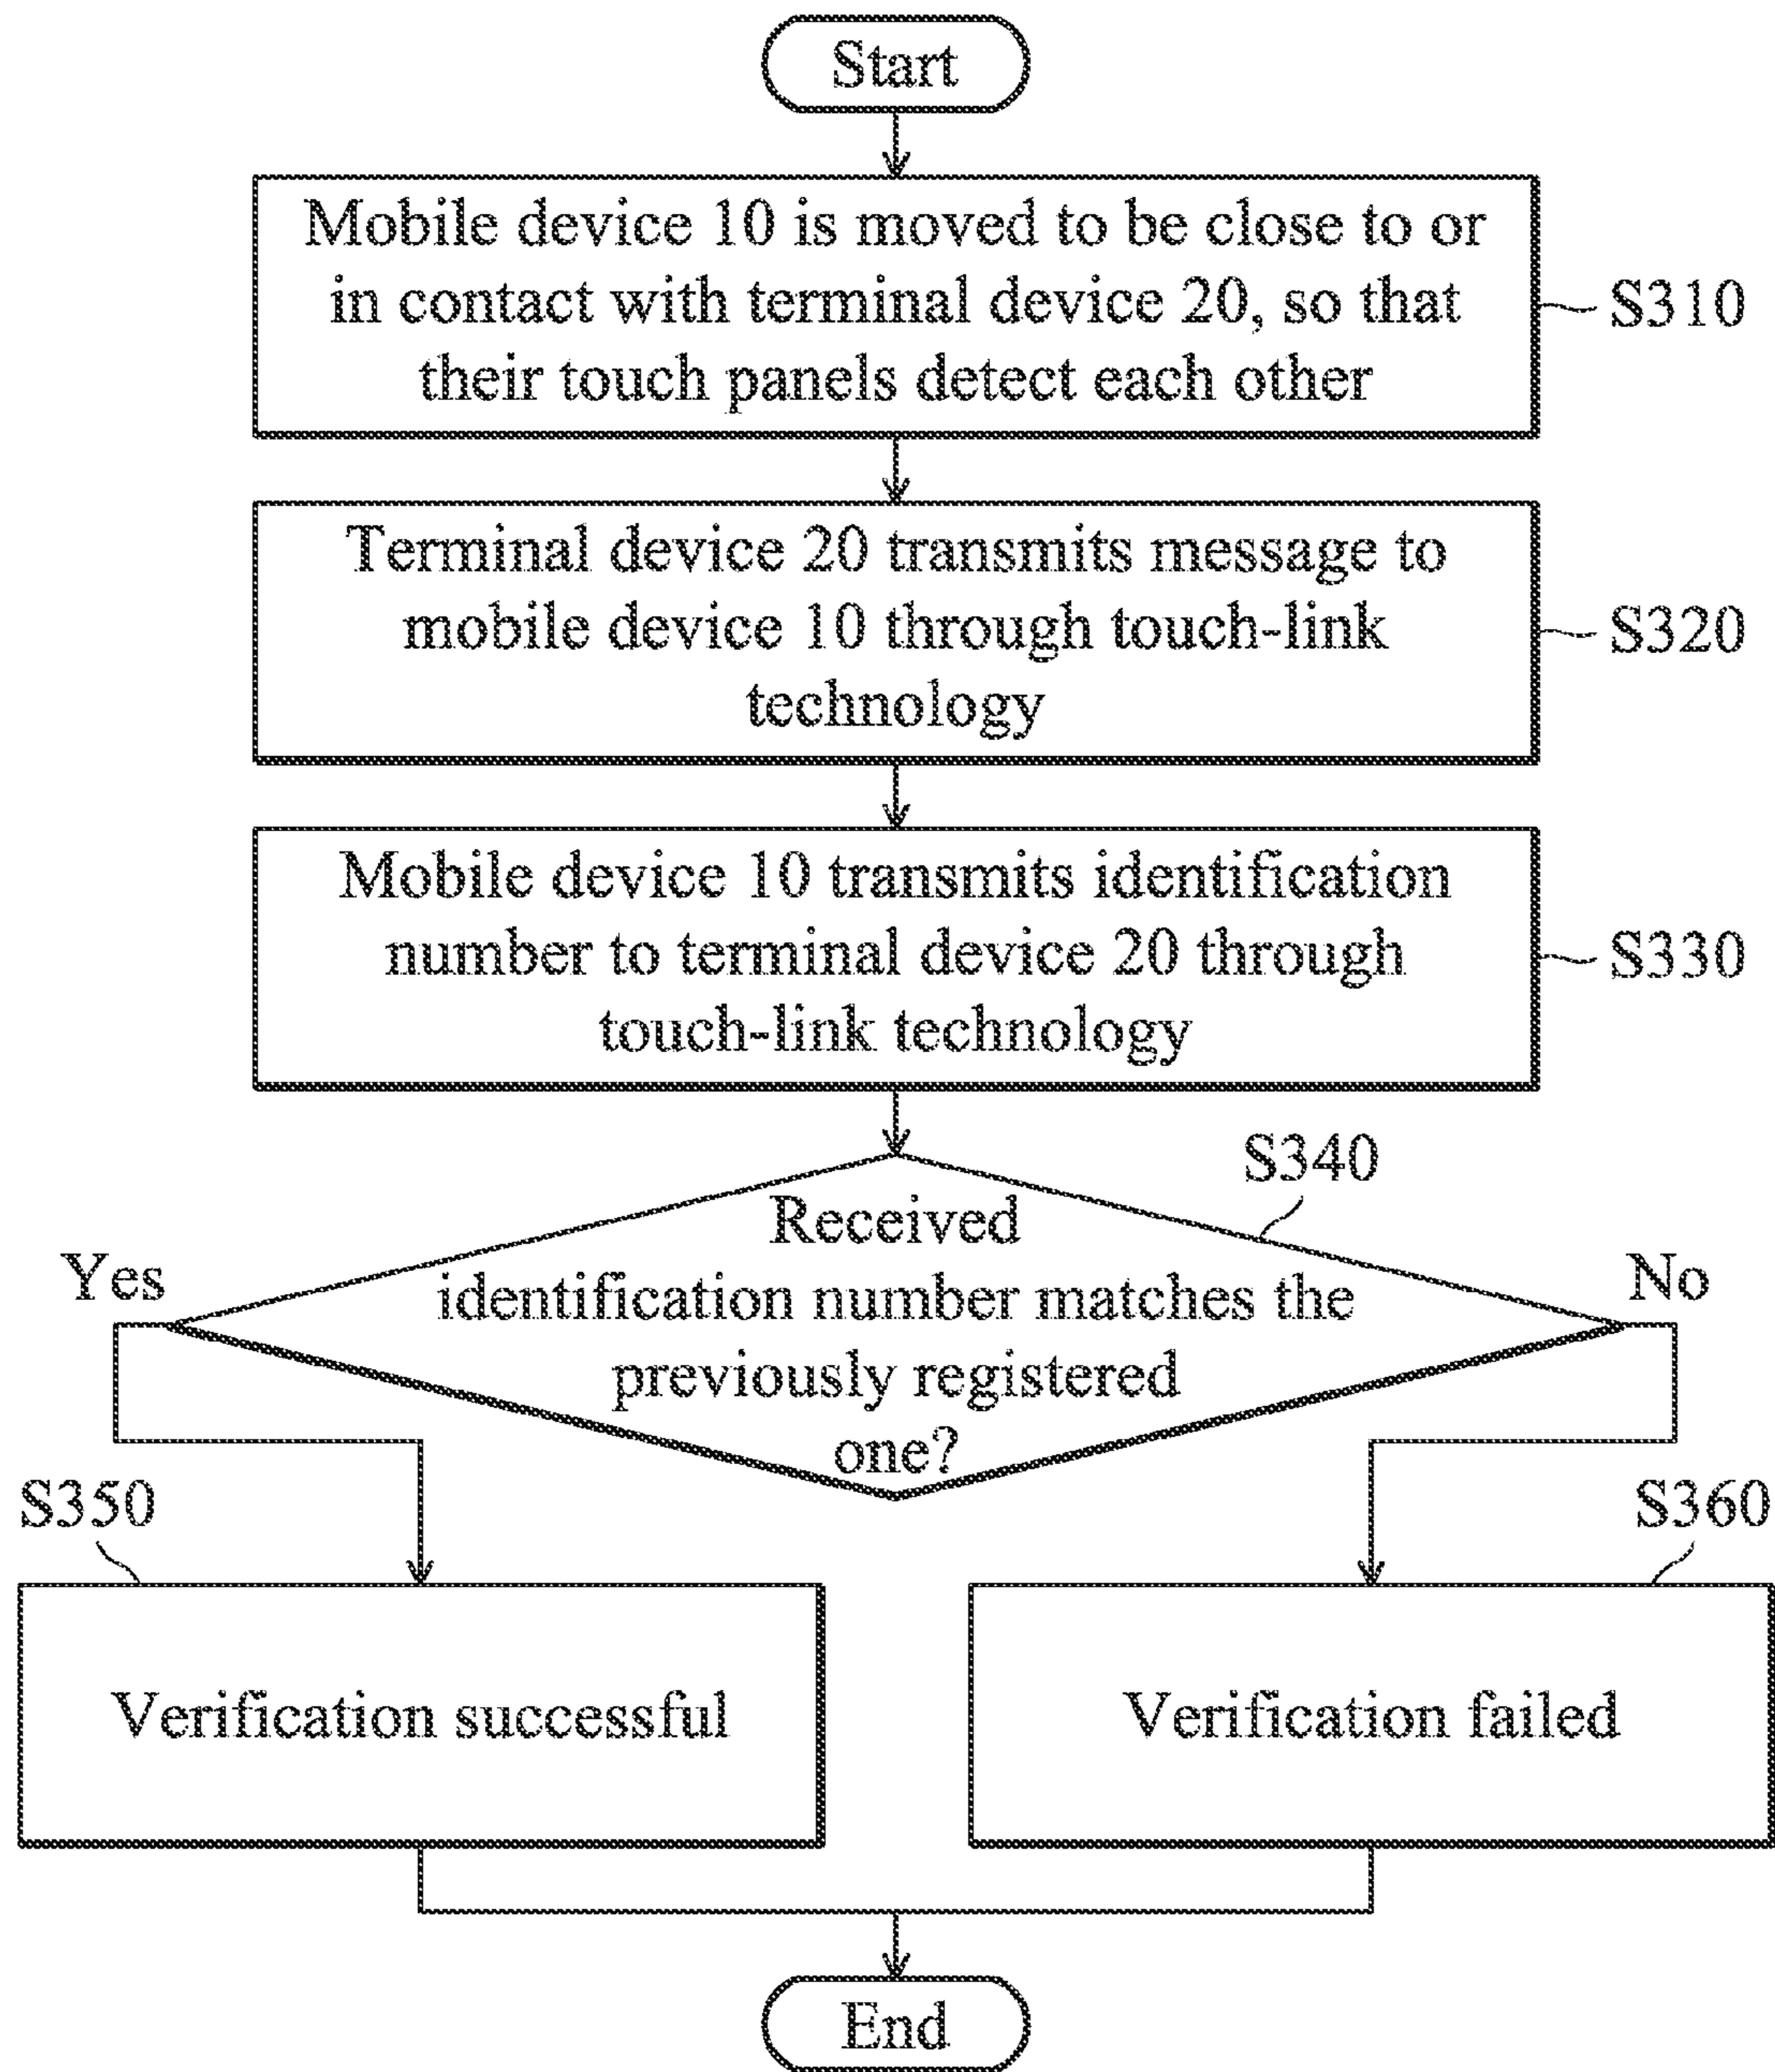 Start
Mobile device 10 is moved to be close to or
in contact with terminal device 20, so that
their touch panels detect each other
S310
Terminal device 20 transmits message to
mobile device 10 through touch-link
technology
S320
Mobile device 10 transmits identification
number to terminal device 20 through
touch-link technology
S330
S340
Received
identification number matches the
previously registered
one?
Yes
No
S350
S360
Verification successful
Verification failed
End